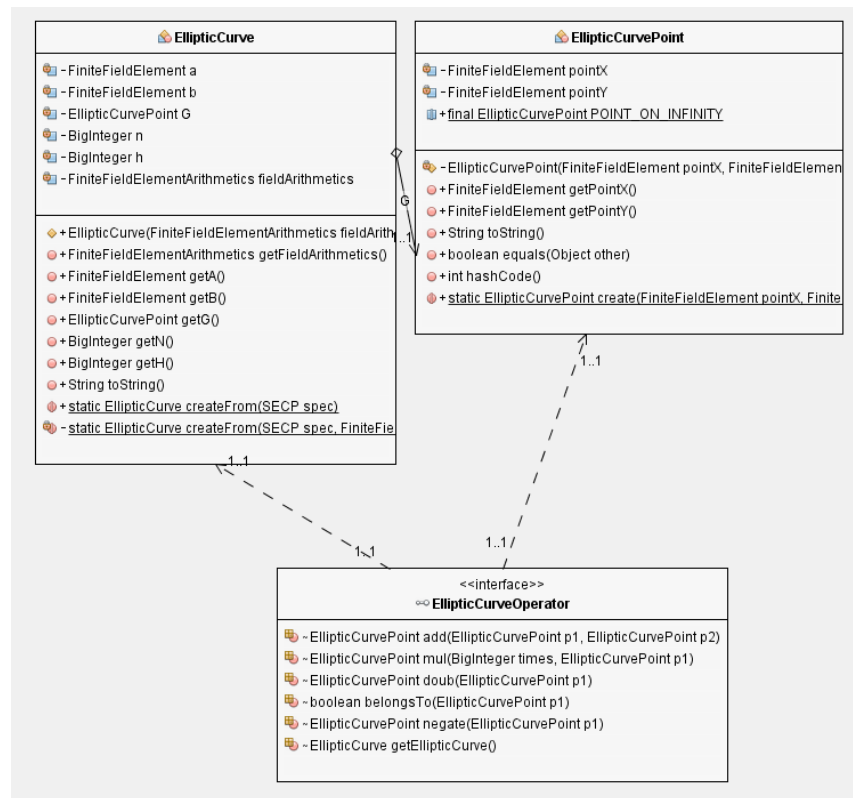 EllipticCurve
- FiniteFieldElement a
- FiniteFieldElement b
- EllipticCurvePoint G
- BigInteger n
- BigInteger h
- FiniteFieldElementArithmetics fieldArithmetics
+ EllipticCurve(FiniteFieldElementArithmetics fieldArith
+ FiniteFieldElementArithmetics getFieldArithmetics()
+ FiniteFieldElement getA()
+ FiniteFieldElement getB()
+ EllipticCurvePoint getG()
+ BigInteger getN()
+ BigInteger getH()
+ String toString()
+ static EllipticCurve createFrom(SECP spec)
- static EllipticCurve createFrom(SECP spec, FiniteFie
EllipticCurvePoint
- FiniteFieldElement pointX
- FiniteFieldElement pointY
+ final EllipticCurvePoint POINT_ON_INFINITY
- EllipticCurvePoint(FiniteFieldElement pointX, FiniteFieldElemen
+ FiniteFieldElement getPointX()
+ FiniteFieldElement getPointY()
+ String toString()
+ boolean equals(Object other)
+ int hashCode()
+ static EllipticCurvePoint create(FiniteFieldElement pointX, Finite
G
1..1
1..1
1..1
1..1
1..1
<<interface>>
EllipticCurveOperator
~ EllipticCurvePoint add(EllipticCurvePoint p1, EllipticCurvePoint p2)
~ EllipticCurvePoint mul(BigInteger times, EllipticCurvePoint p1)
~ EllipticCurvePoint doub(EllipticCurvePoint p1)
~ boolean belongsTo(EllipticCurvePoint p1)
~ EllipticCurvePoint negate(EllipticCurvePoint p1)
~ EllipticCurve getEllipticCurve()